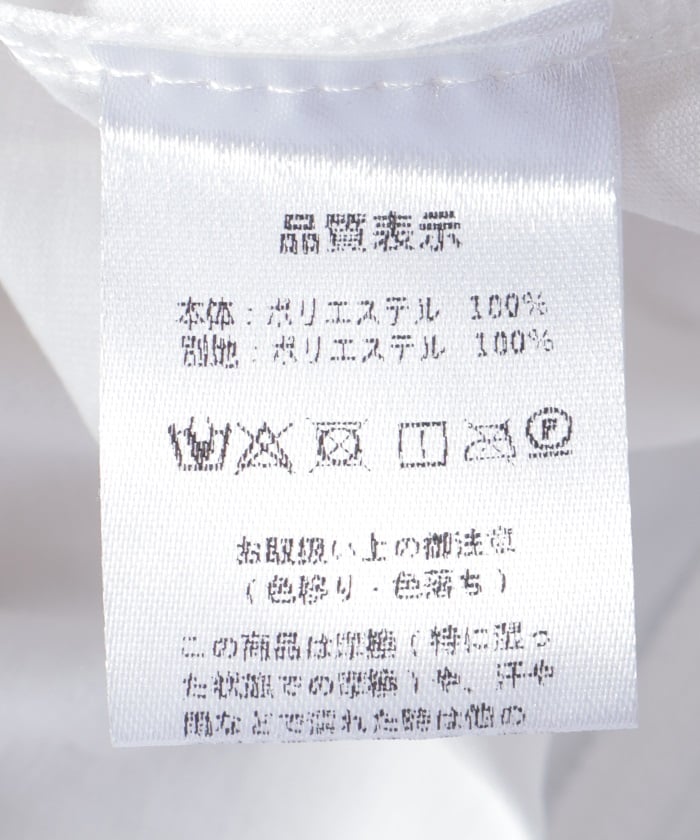 品質表示
本体：ポリエステル 100%
別地：ポリエステル 100%
P
お取扱い上の御注意
（色移り・色落ち）
この商品は摩擦（特に湿っ
た状態での摩擦）や、汗や
雨などで濡れた時は他の